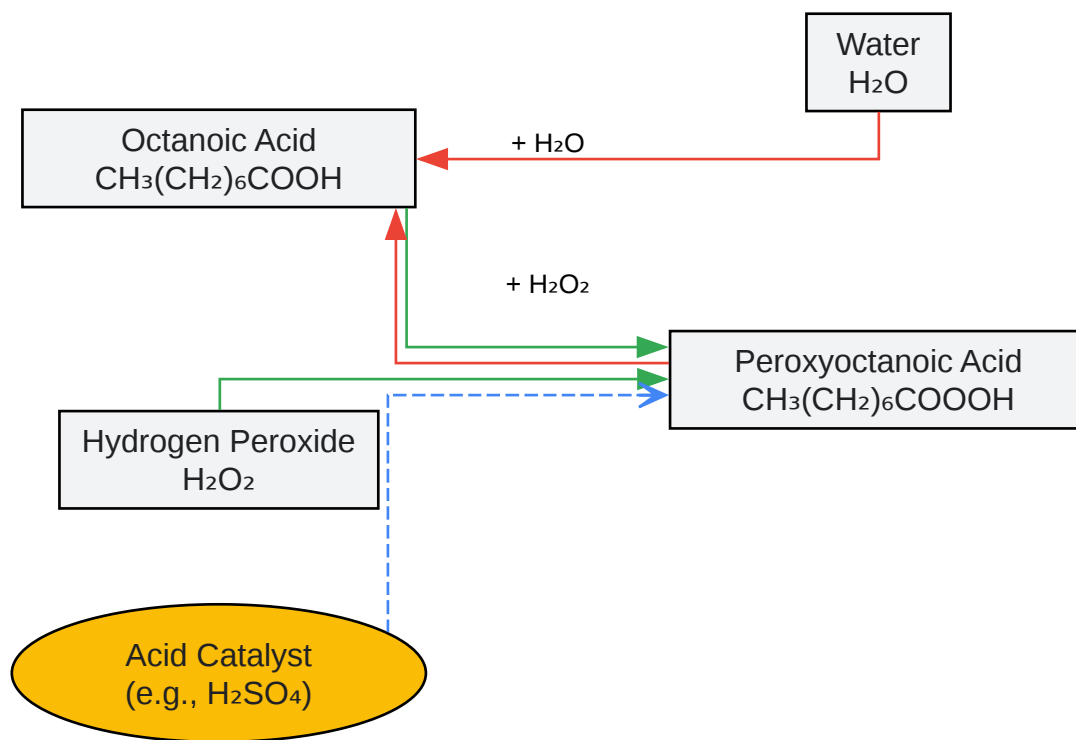 Water
H₂O
Octanoic Acid
CH₃(CH₂)₆COOH
+ H₂O
+ H₂O₂
Peroxyoctanoic Acid
CH₃(CH₂)₆COOOH
Hydrogen Peroxide
H₂O₂
Acid Catalyst
(e.g., H₂SO₄)